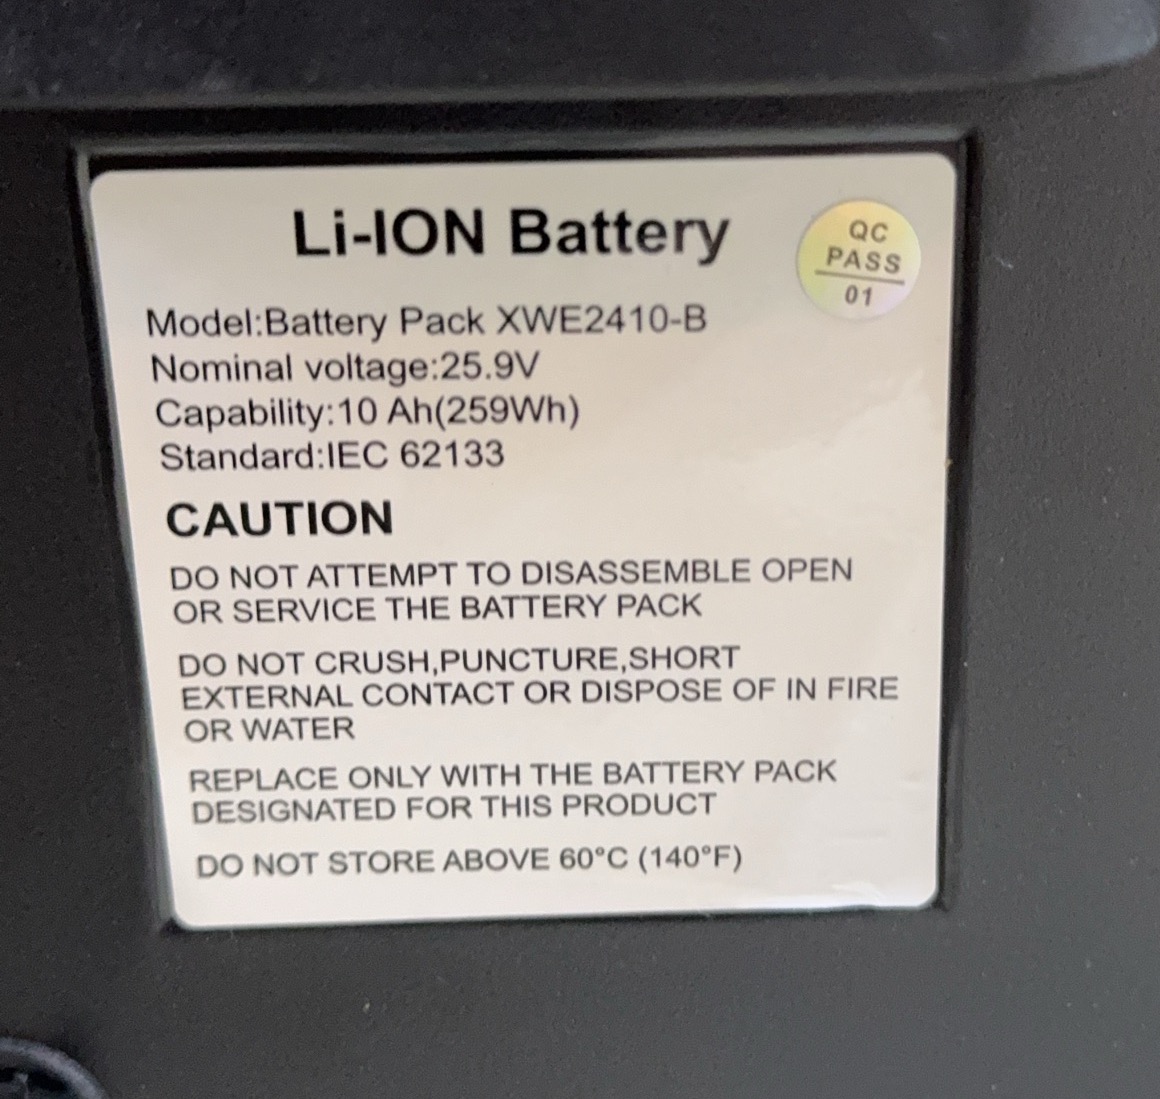 Li-ION Battery
QC
PASS
01
Model:Battery Pack XWE2410-B
Nominal voltage:25.9V
Capability:10 Ah(259Wh)
Standard:IEC 62133
CAUTION
DO NOT ATTEMPT TO DISASSEMBLE OPEN
OR SERVICE THE BATTERY PACK
DO NOT CRUSH,PUNCTURE,SHORT
EXTERNAL CONTACT OR DISPOSE OF IN FIRE
OR WATER
REPLACE ONLY WITH THE BATTERY PACK
DESIGNATED FOR THIS PRODUCT
DO NOT STORE ABOVE 60°C (140°F)